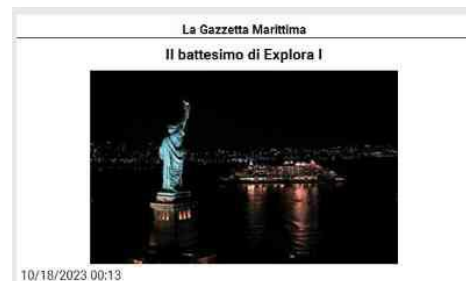 La Gazzetta Marittima
Il battesimo di Explora I
10/18/2023 00:13